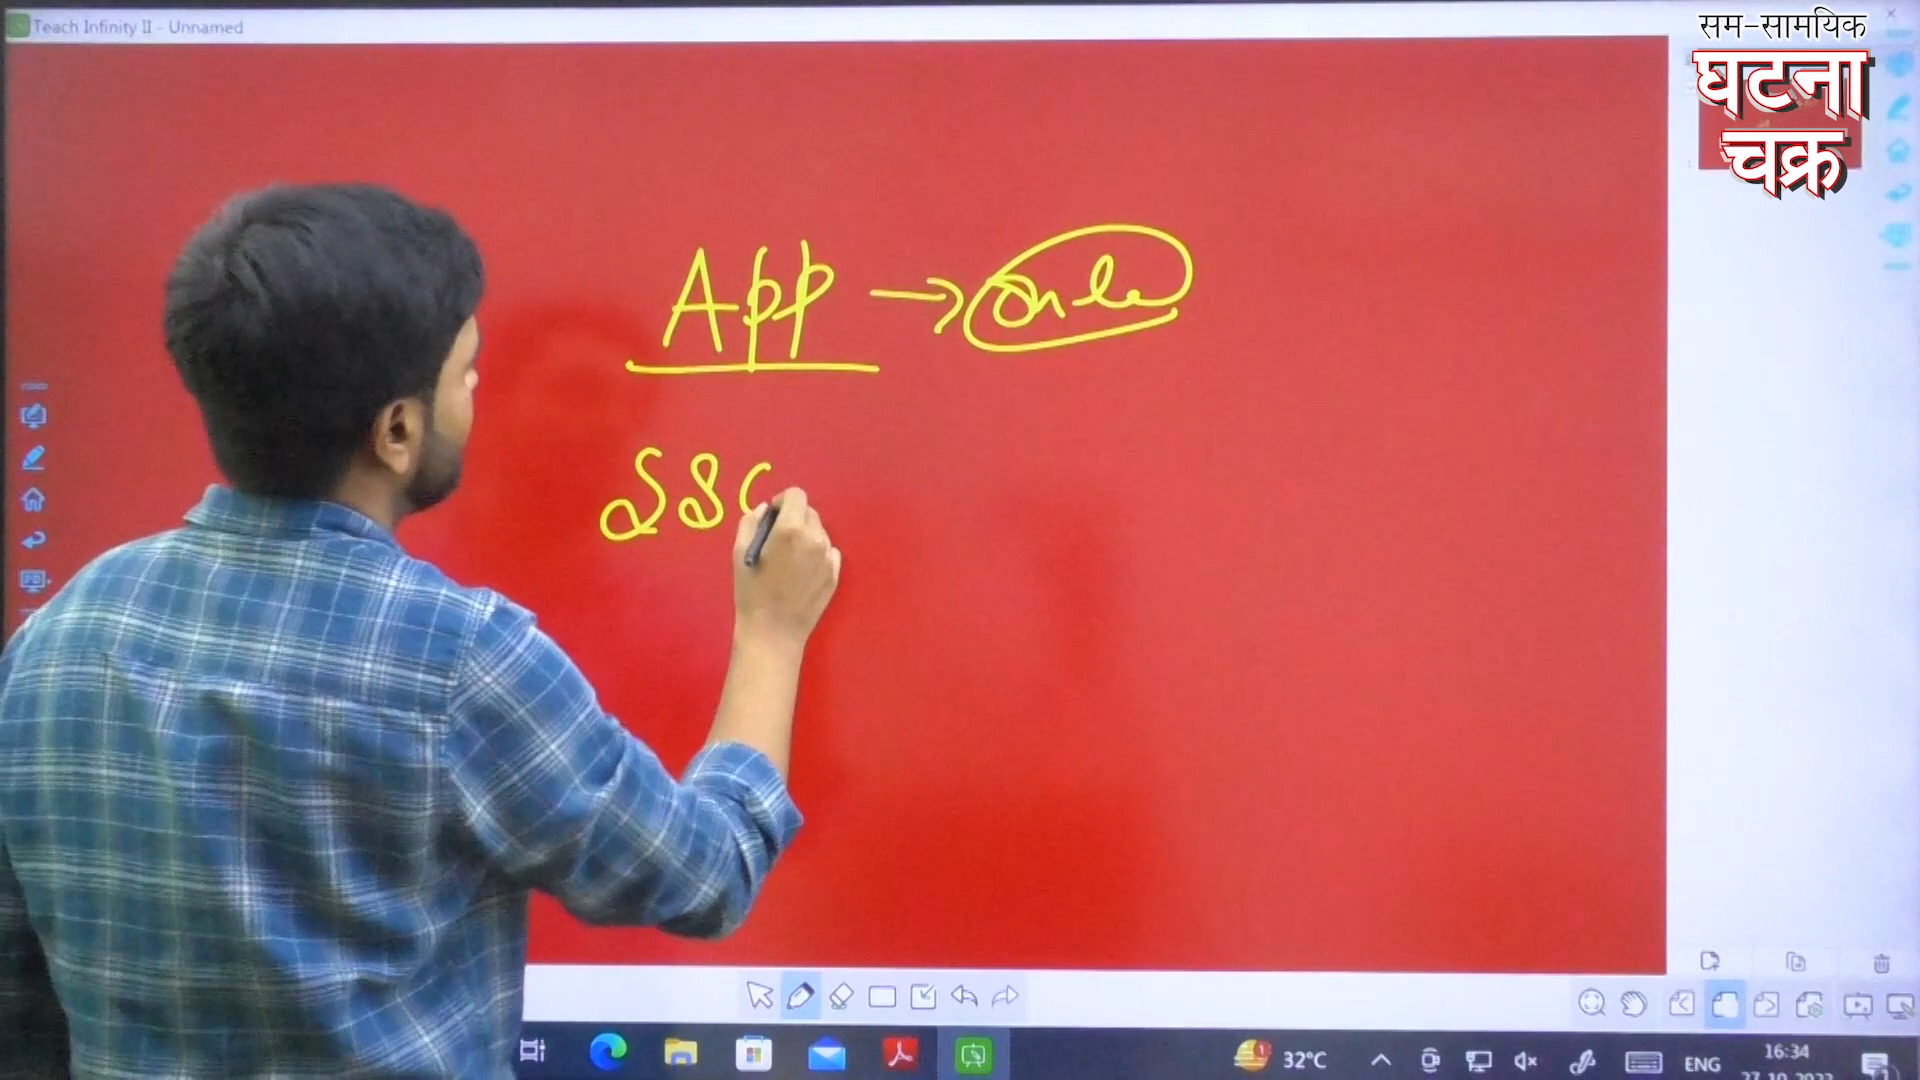 Teach Infinity II - Unnamed
सम-सामयिक
घटना
चक्र
App →
SSC
32°C
ENG
16:34